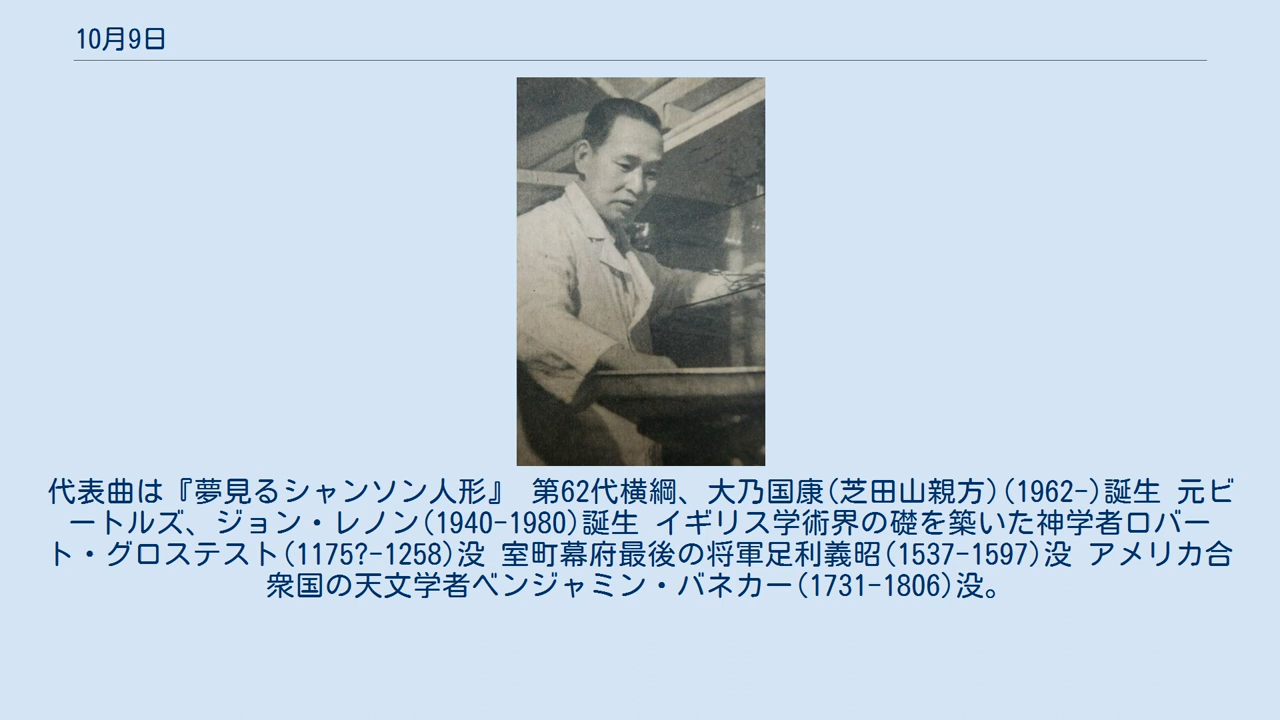 10月9日
代表曲は『夢見るシャンソン人形』 第62代横綱、大乃国康(芝田山親方)(1962-)誕生 元ビ
ートルズ、ジョン・レノン(1940-1980)誕生 イギリス学術界の礎を築いた神学者ロバー
ト・グロステスト(1175?-1258)没 室町幕府最後の将軍足利義昭(1537-1597)没 アメリカ合
衆国の天文学者ベンジャミン・バネカー(1731-1806)没。